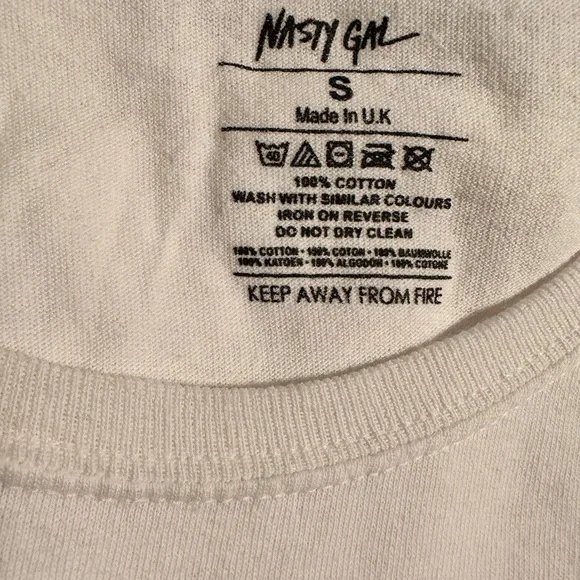 NASTY GAL
S
Made In U.K
40
100% COTTON
WASH WITH SIMILAR COLOURS
IRON ON REVERSE
DO NOT DRY CLEAN
100% COTTON • 100% COTON • 100% BAUMWOLLE
100% KATOEN • 100% ALGODON • 100% COTONE
KEEP AWAY FROM FIRE